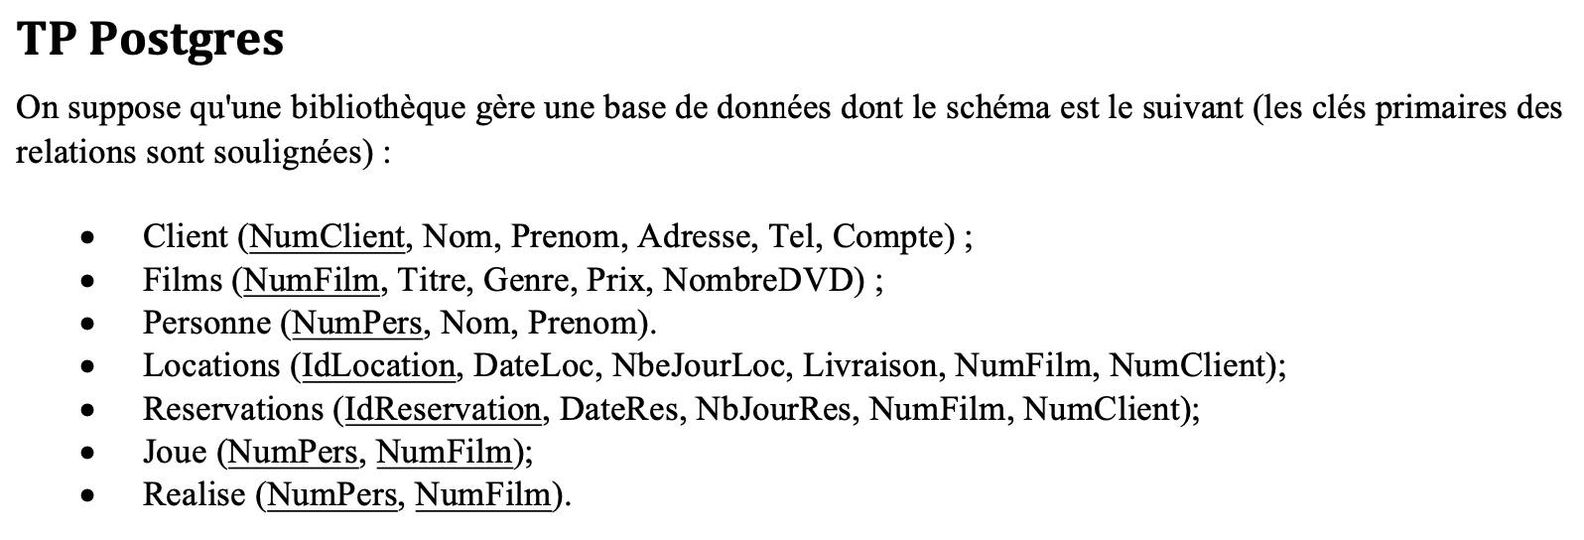 TP Postgres
On suppose qu'une bibliothèque gère une base de données dont le schéma est le suivant (les clés primaires des
relations sont soulignées) :
• Client (NumClient, Nom, Prenom, Adresse, Tel, Compte) ;
• Films (NumFilm, Titre, Genre, Prix, NombreDVD) ;
• Personne (NumPers, Nom, Prenom).
• Locations (IdLocation, DateLoc, NbeJourLoc, Livraison, NumFilm, NumClient);
• Reservations (IdReservation, DateRes, NbJourRes, NumFilm, NumClient);
• Joue (NumPers, NumFilm);
• Realise (NumPers, NumFilm).